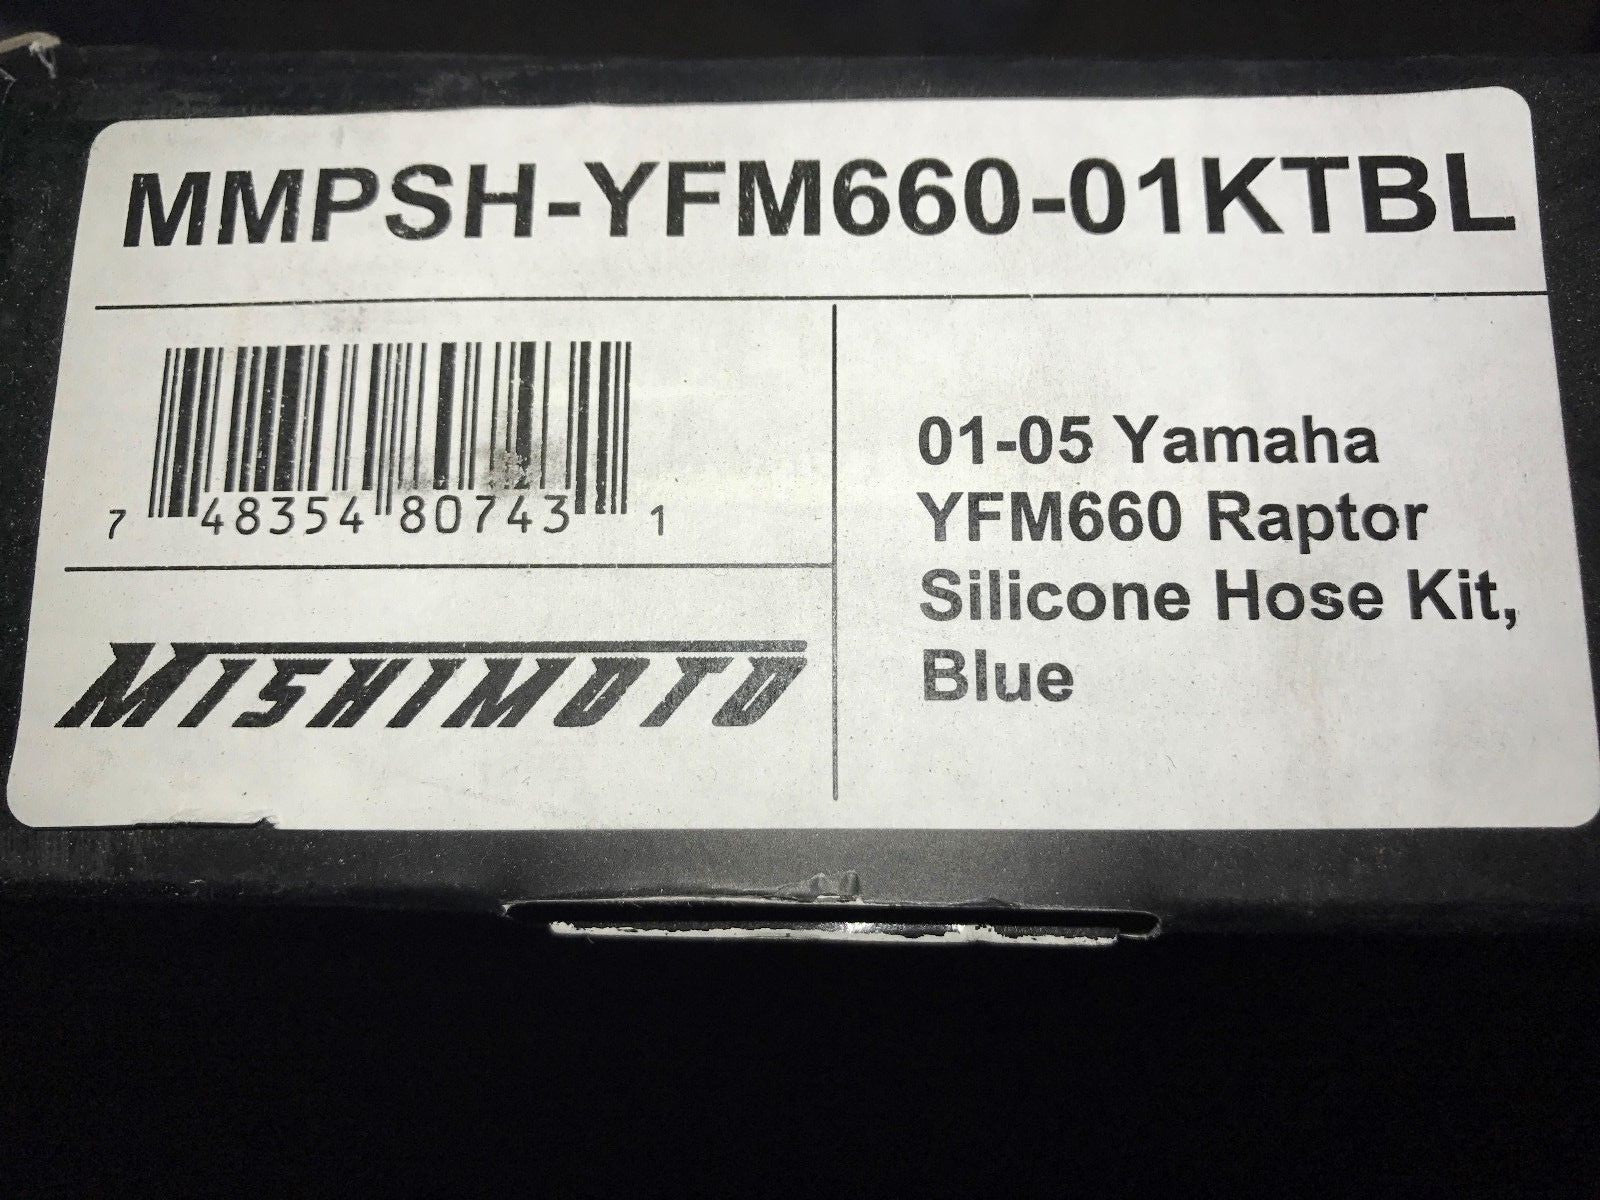 MMPSH-YFM660-01KTBL
7 48354 80743 1
MISHIMOTO
01-05 Yamaha
YFM660 Raptor
Silicone Hose Kit,
Blue